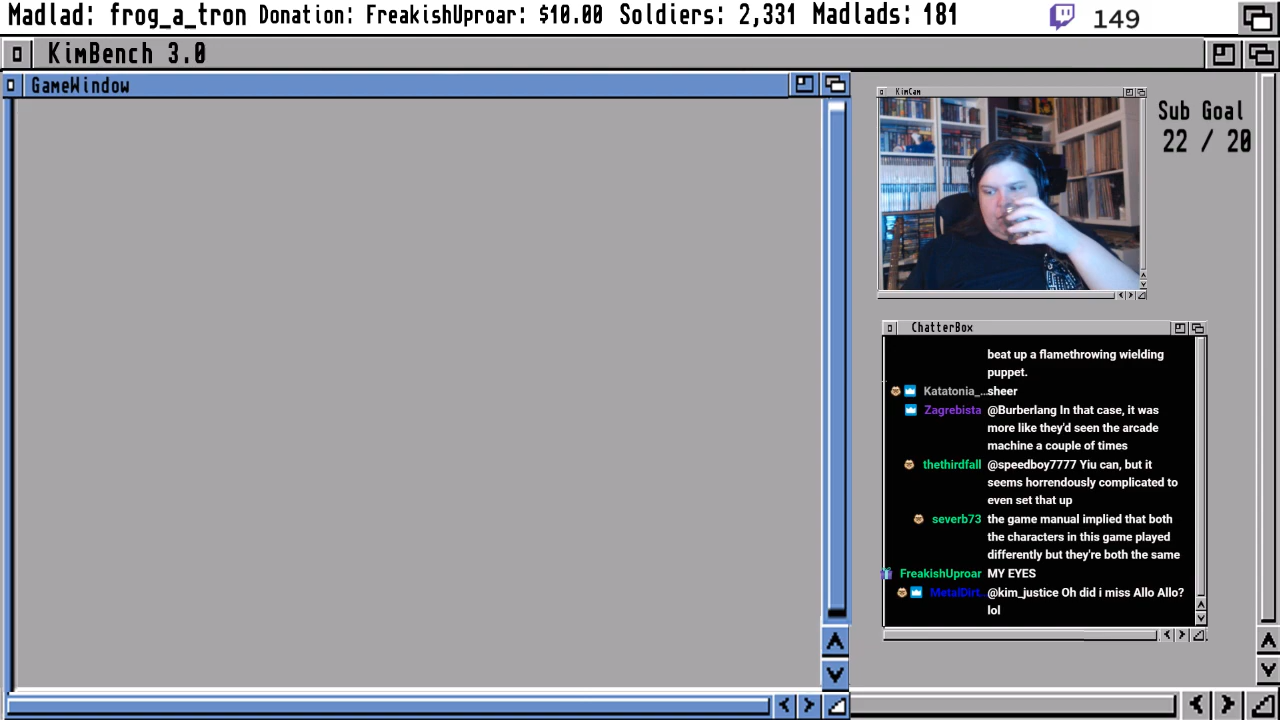 Madlad: frog_a_tron Donation: FreakishUproar: $10.00 Soldiers: 2,331 Madlads: 181
149
KimBench 3.0
GameWindow
KimCam
Sub Goal
22 / 20
ChatterBox
beat up a flamethrowing wielding
puppet.
Katatonia_… sheer
Zagrebista @Burberlang In that case, it was
more like they'd seen the arcade
machine a couple of times
thethirdfall @speedboy7777 Yiu can, but it
seems horrendously complicated to
even set that up
severb73 the game manual implied that both
the characters in this game played
differently but they're both the same
FreakishUproar MY EYES
MetalDirt… @kim_justice Oh did i miss Allo Allo?
lol